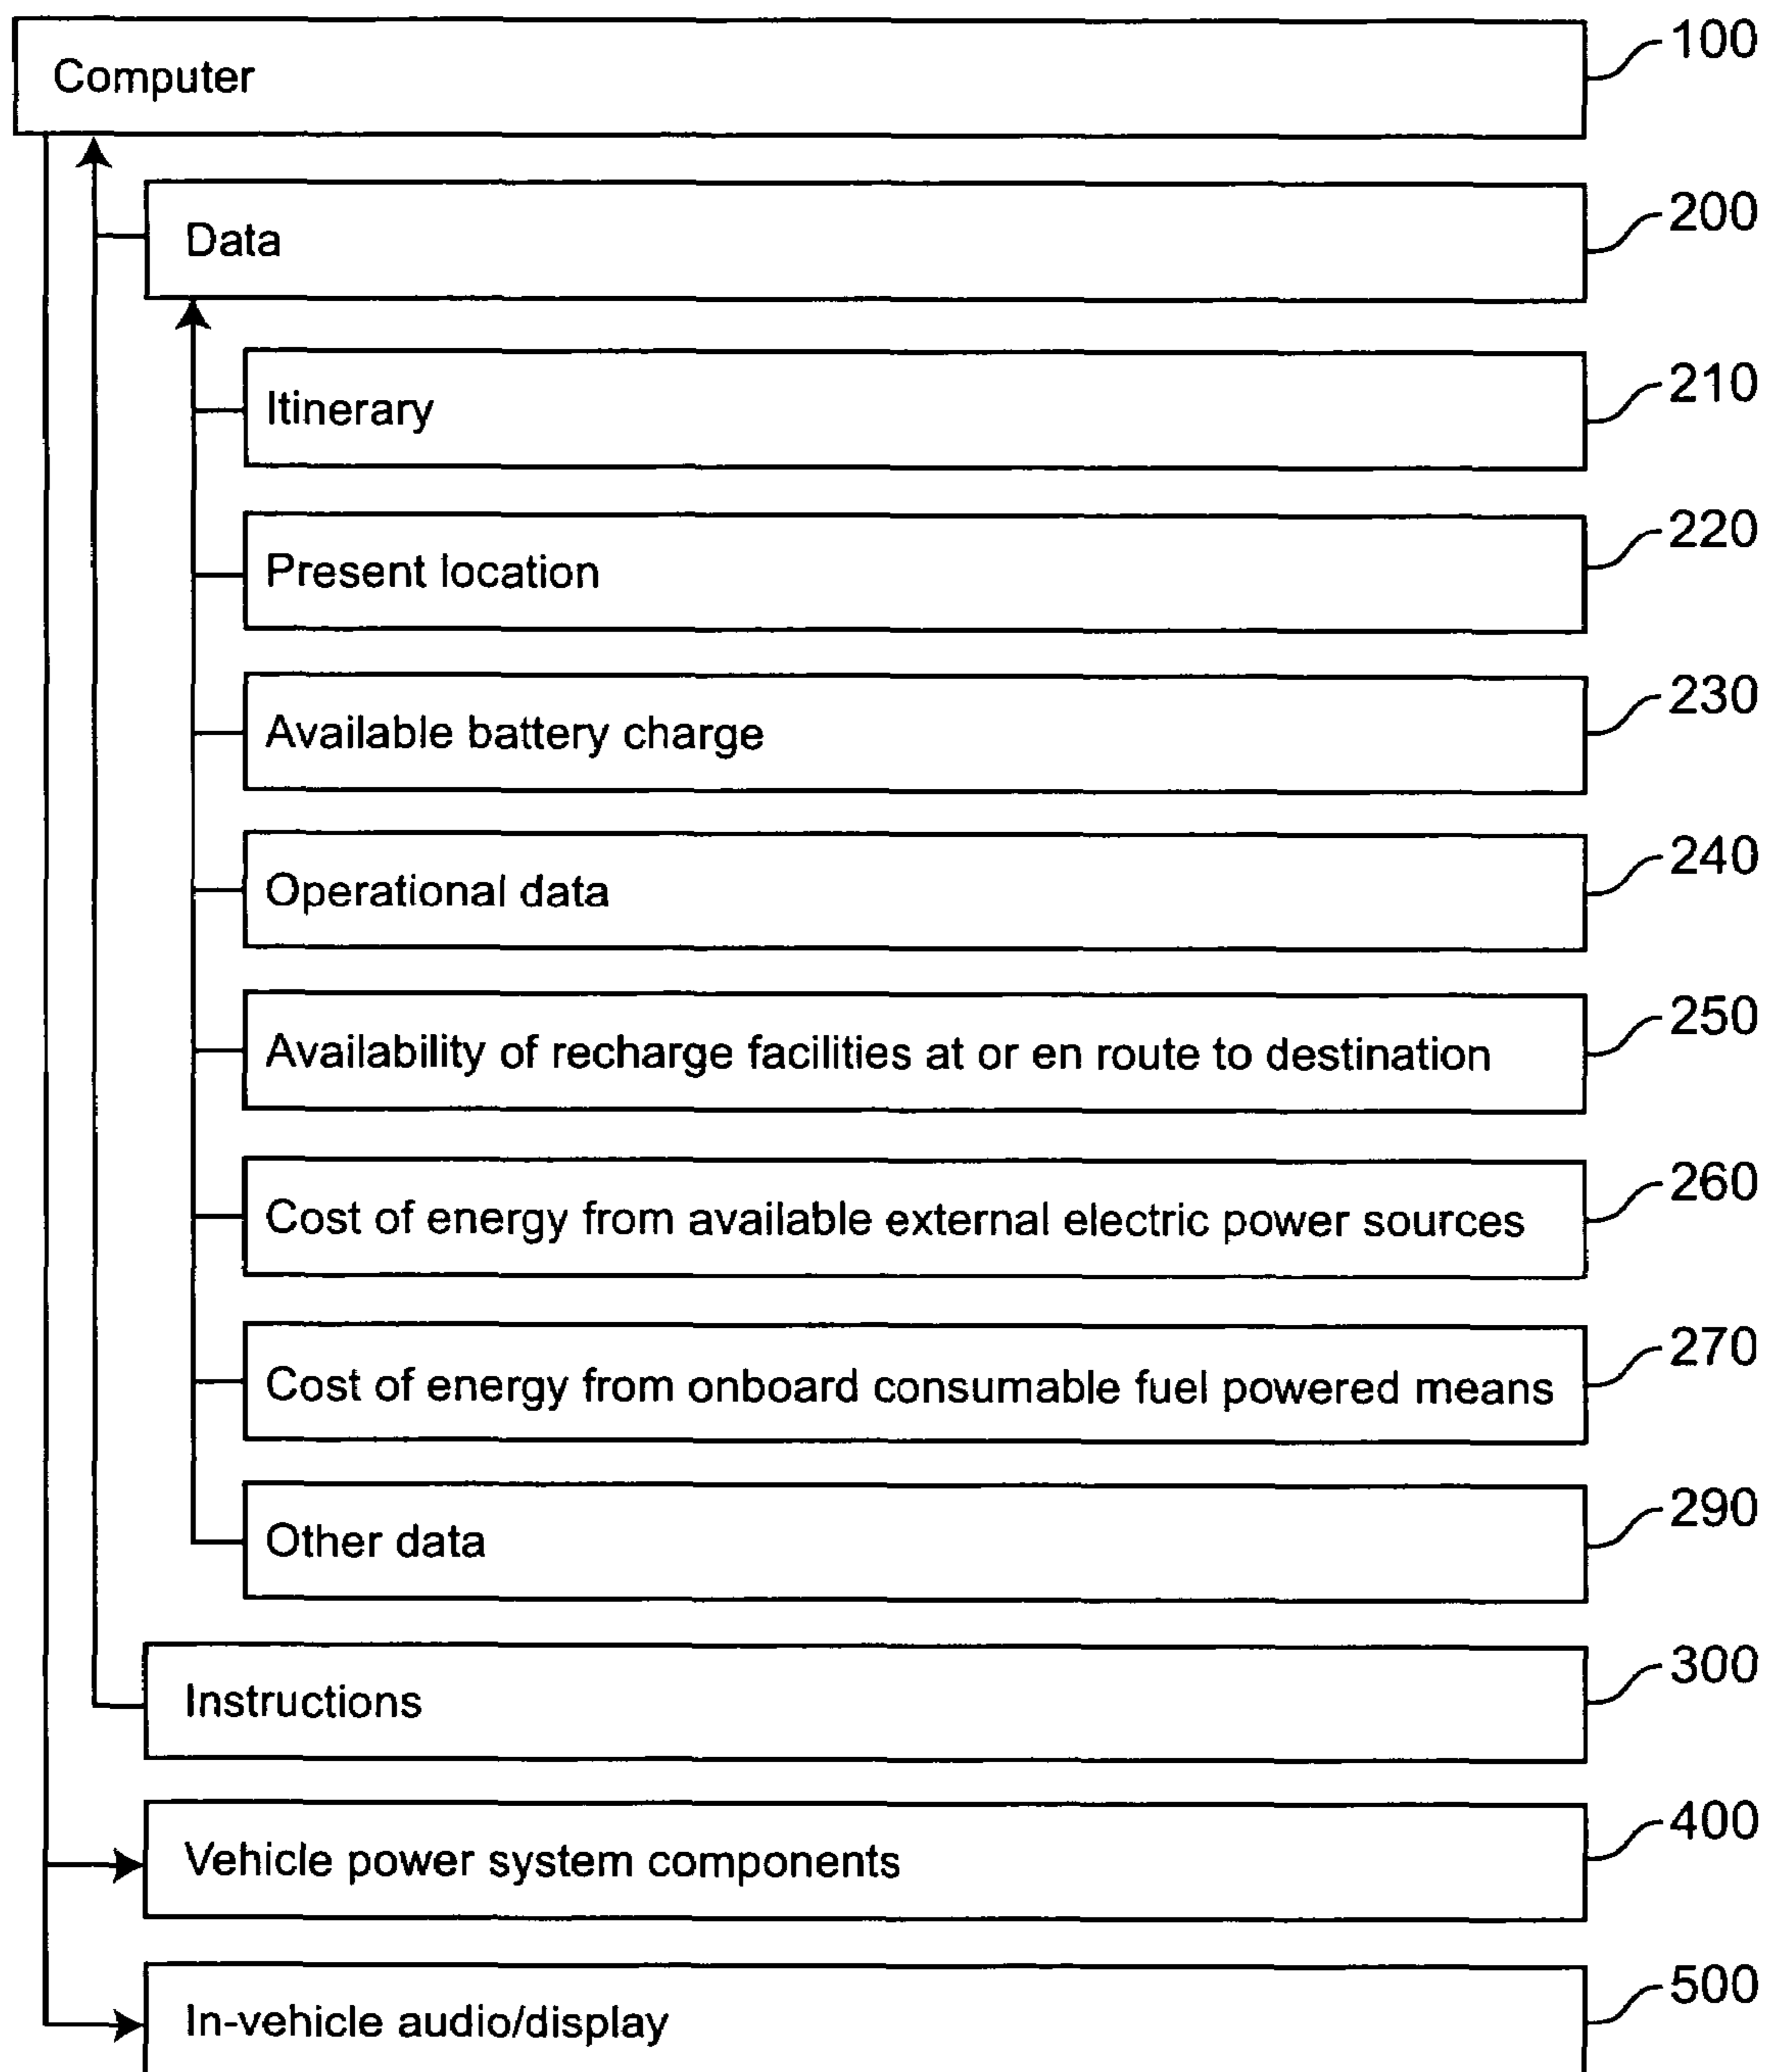 Computer 100
Data 200
Itinerary 210
Present location 220
Available battery charge 230
Operational data 240
Availability of recharge facilities at or en route to destination 250
Cost of energy from available external electric power sources 260
Cost of energy from onboard consumable fuel powered means 270
Other data 290
Instructions 300
Vehicle power system components 400
In-vehicle audio/display 500